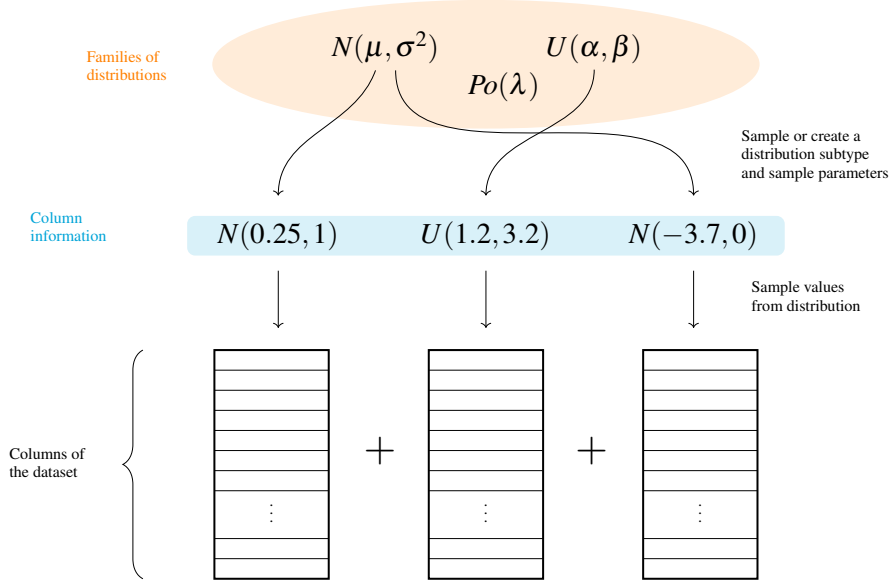 N(μ, σ²)
U(α, β)
Families of
distributions
Po(λ)
Sample or create a
distribution subtype
and sample parameters
Column
information
N(0.25, 1)
U(1.2, 3.2)
N(−3.7, 0)
Sample values
from distribution
Columns of
the dataset
+
+
⋮
⋮
⋮